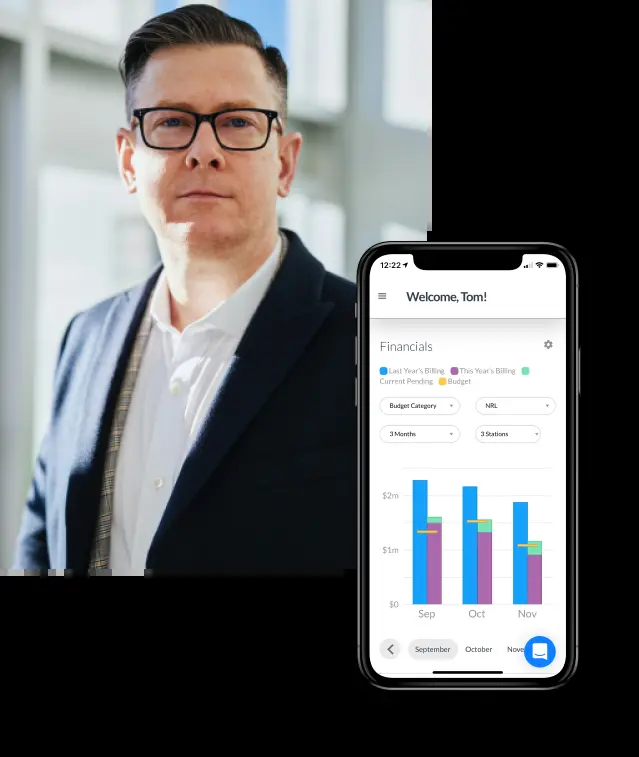 12:22
Welcome, Tom!
Financials
Last Year's Billing This Year's Billing
Current Pending Budget
Budget Category NRL
3 Months 3 Stations
$2m
$1m
$0
Sep Oct Nov
September October Nove